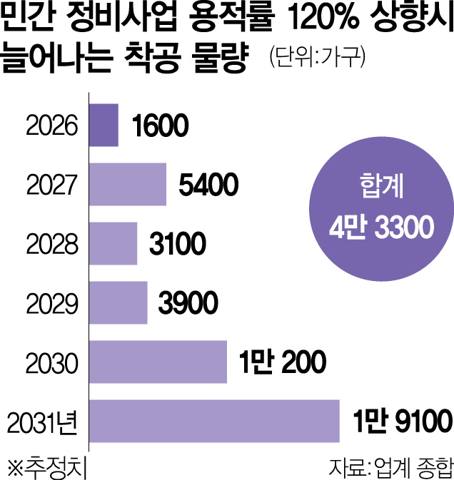 민간 정비사업 용적률 120% 상향시
늘어나는 착공 물량 (단위:가구)
2026 1600
2027 5400
합계
4만 3300
2028 3100
2029 3900
2030 1만 200
2031년 1만 9100
※추정치 자료:업계 종합